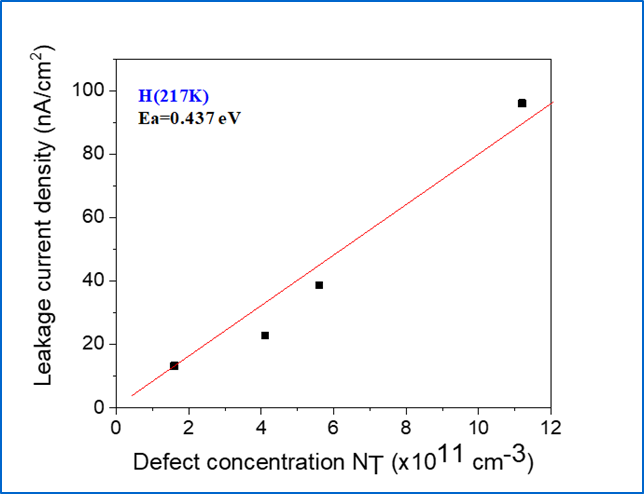 H(217K)
Ea=0.437 eV
Leakage current density (nA/cm²)
100
80
60
40
20
0
0 2 4 6 8 10 12
Defect concentration NT (x10¹¹ cm⁻³)